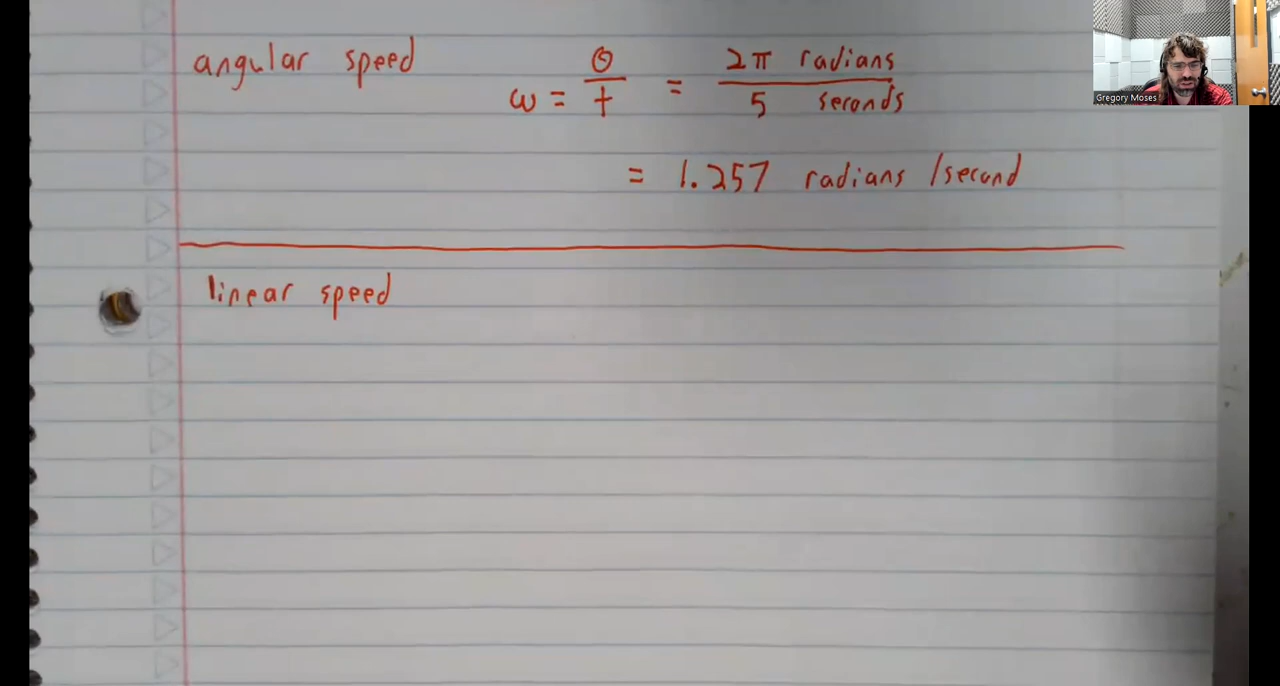 angular speed ω = θ/t = 2π radians / 5 seconds
= 1.257 radians /second
linear speed
Gregory Moses